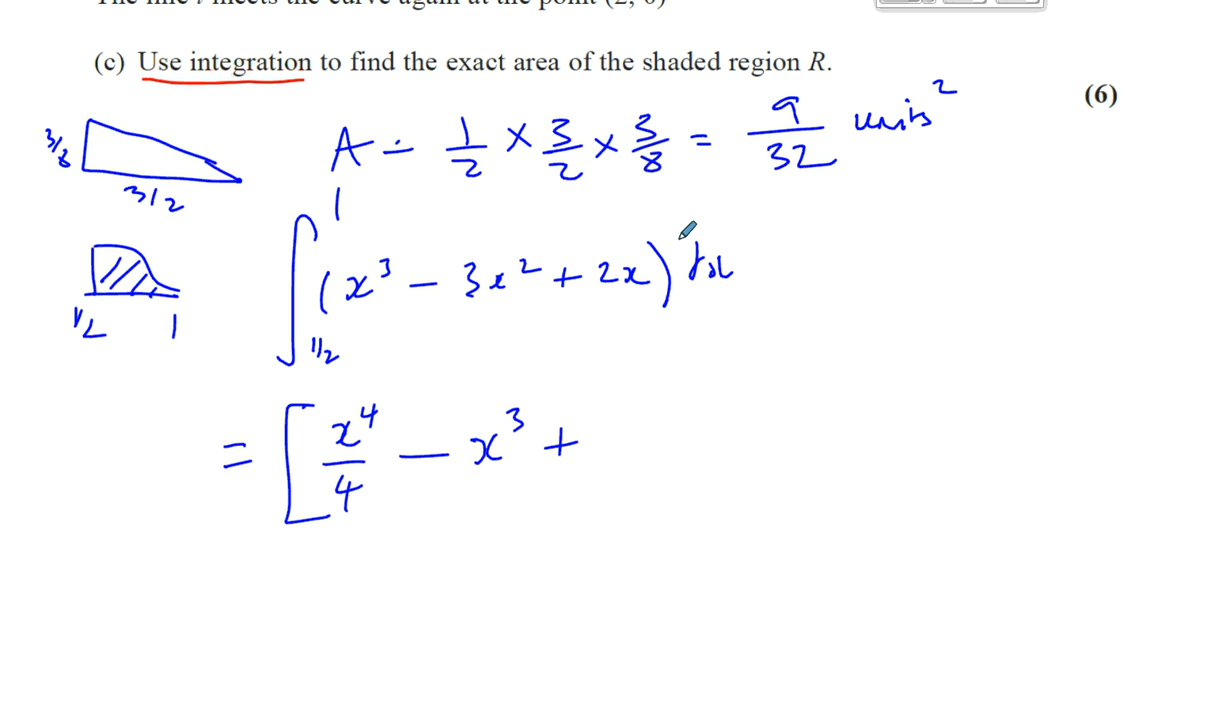 (c) Use integration to find the exact area of the shaded region R.
(6)
3/8
3/2
A = 1/2 × 3/2 × 3/8 = 9/32 units²
1/2 1
∫_{1/2}^{1} (x³ − 3x² + 2x) dx
= [x⁴/4 − x³ +